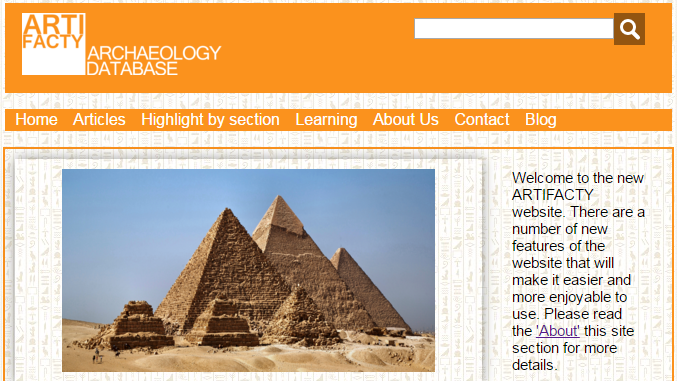 ARTI
FACTY
ARCHAEOLOGY
DATABASE
Home Articles Highlight by section Learning About Us Contact Blog
Welcome to the new
ARTIFACTY
website. There are a
number of new
features of the
website that will
make it easier and
more enjoyable to
use. Please read
the 'About' this site
section for more
details.